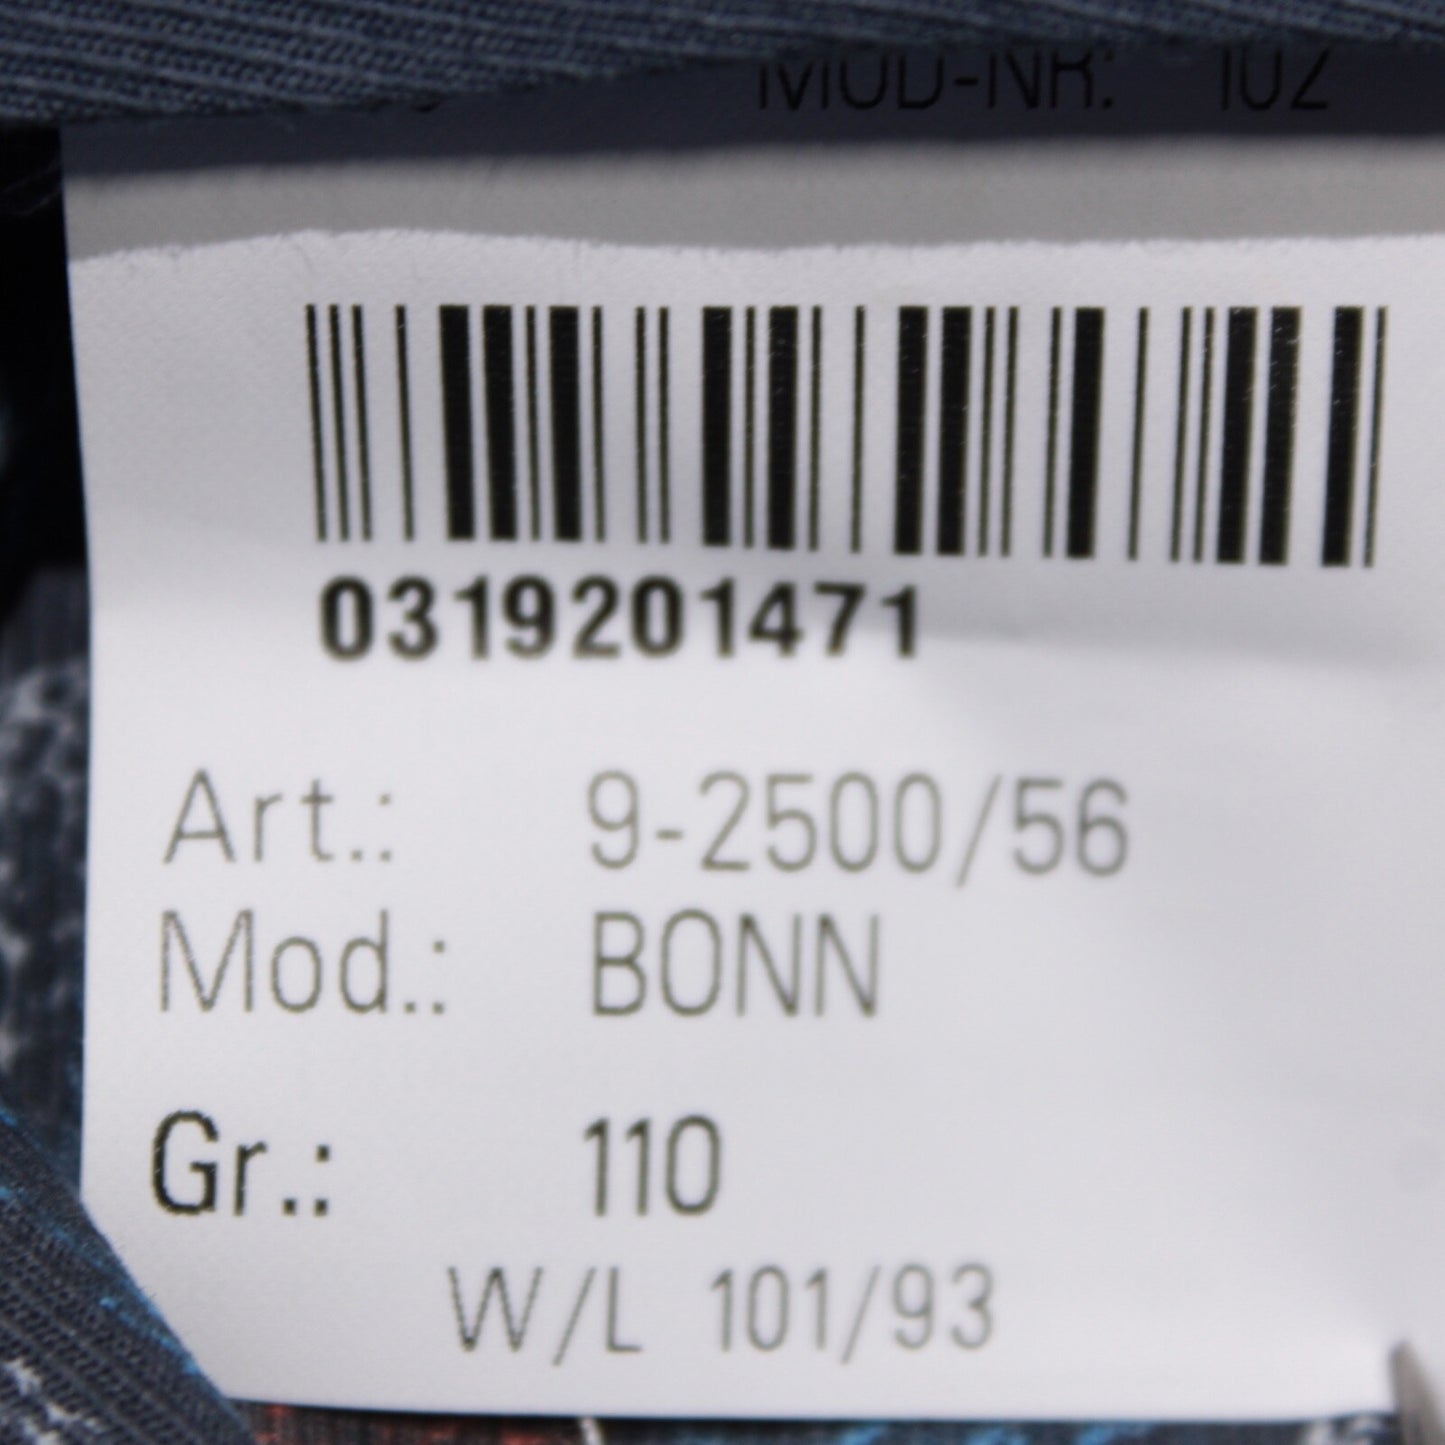 MOD-NR: 102
0319201471
Art.: 9-2500/56
Mod.: BONN
Gr.: 110
W/L 101/93